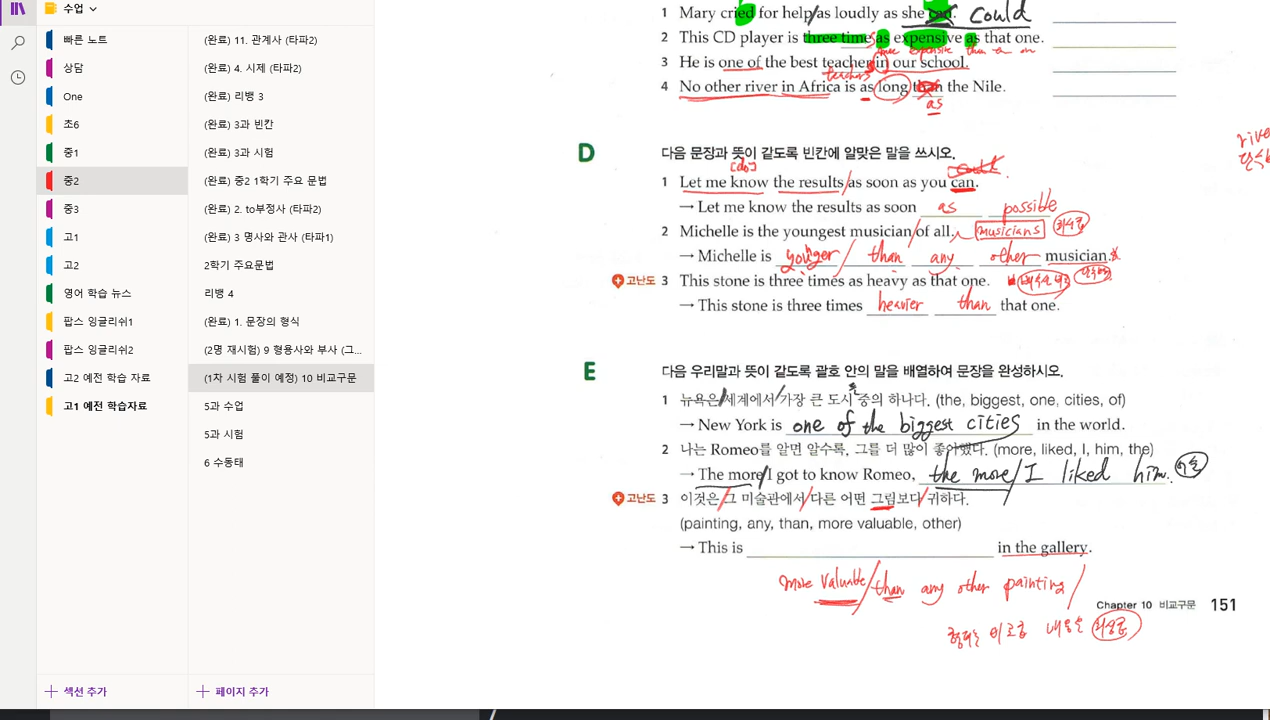 수업
빠른 노트
상담
One
초6
중1
중2
중3
고1
고2
영어 학습 뉴스
팝스 잉글리쉬1
팝스 잉글리쉬2
고2 예전 학습 자료
고1 예전 학습자료
섹션 추가
(완료) 11. 관계사 (타파2)
(완료) 4. 시제 (타파2)
(완료) 리뱅 3
(완료) 3과 빈칸
(완료) 3과 시험
(완료) 중2 1학기 주요 문법
(완료) 2. to부정사 (타파2)
(완료) 3 명사와 관사 (타파1)
2학기 주요문법
리뱅 4
(완료) 1. 문장의 형식
(2명 재시험) 9 형용사와 부사 (그...
(1차 시험 풀이 예정) 10 비교구문
5과 수업
5과 시험
6 수동태
페이지 추가
1 Mary cried for help as loudly as she can. could
2 This CD player is three times as expensive as that one.
more expensive than
3 He is one of the best teacher in our school.
teachers
4 No other river in Africa is as long than the Nile.
as
D 다음 문장과 뜻이 같도록 빈칸에 알맞은 말을 쓰시오.
[do]
1 Let me know the results as soon as you can.
→ Let me know the results as soon as possible
2 Michelle is the youngest musician of all. musicians 최상급
→ Michelle is younger than any other musician.
고난도 3 This stone is three times as heavy as that one.
→ This stone is three times heavier than that one.
E 다음 우리말과 뜻이 같도록 괄호 안의 말을 배열하여 문장을 완성하시오.
1 뉴욕은 세계에서 가장 큰 도시 중의 하나다. (the, biggest, one, cities, of)
→ New York is one of the biggest cities in the world.
2 나는 Romeo를 알면 알수록, 그를 더 많이 좋아했다. (more, liked, I, him, the)
→ The more I got to know Romeo, the more I liked him.
고난도 3 이것은 그 미술관에서 다른 어떤 그림보다 귀하다.
(painting, any, than, more valuable, other)
→ This is in the gallery.
more valuable than any other painting
Chapter 10 비교구문 151
형태는 비교급 내용은 최상급